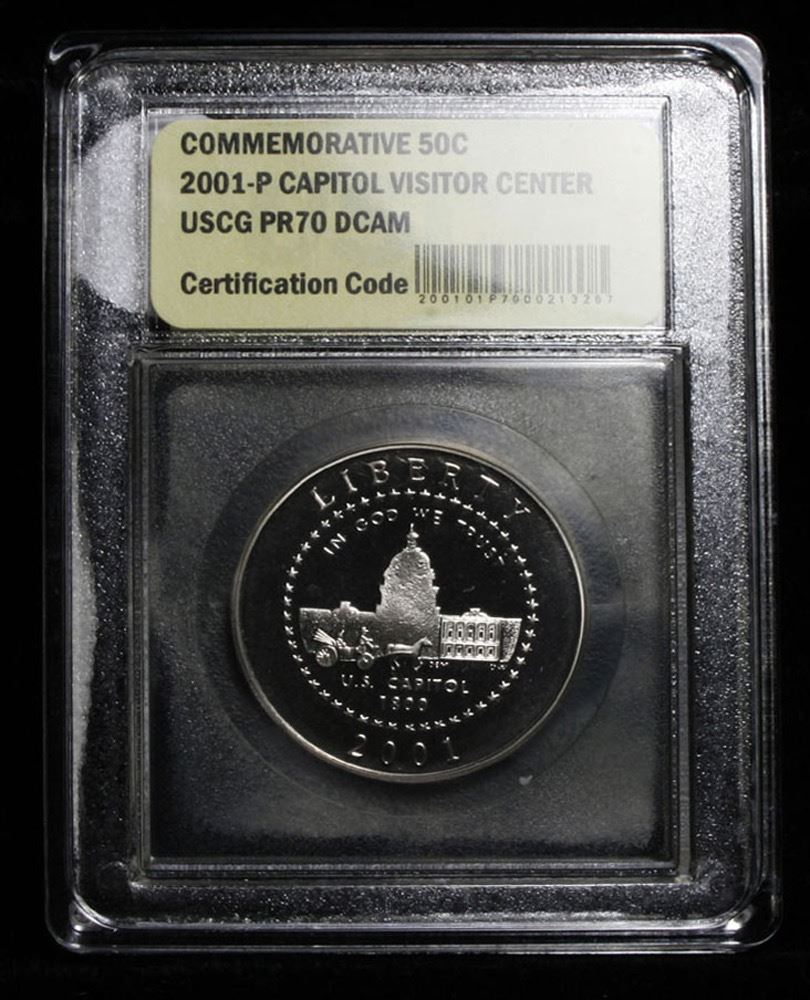 COMMEMORATIVE 50C
2001-P CAPITOL VISITOR CENTER
USCG PR70 DCAM
Certification Code
200101P7000213267
LIBERTY
IN GOD WE TRUST
U.S. CAPITOL
1800
2001